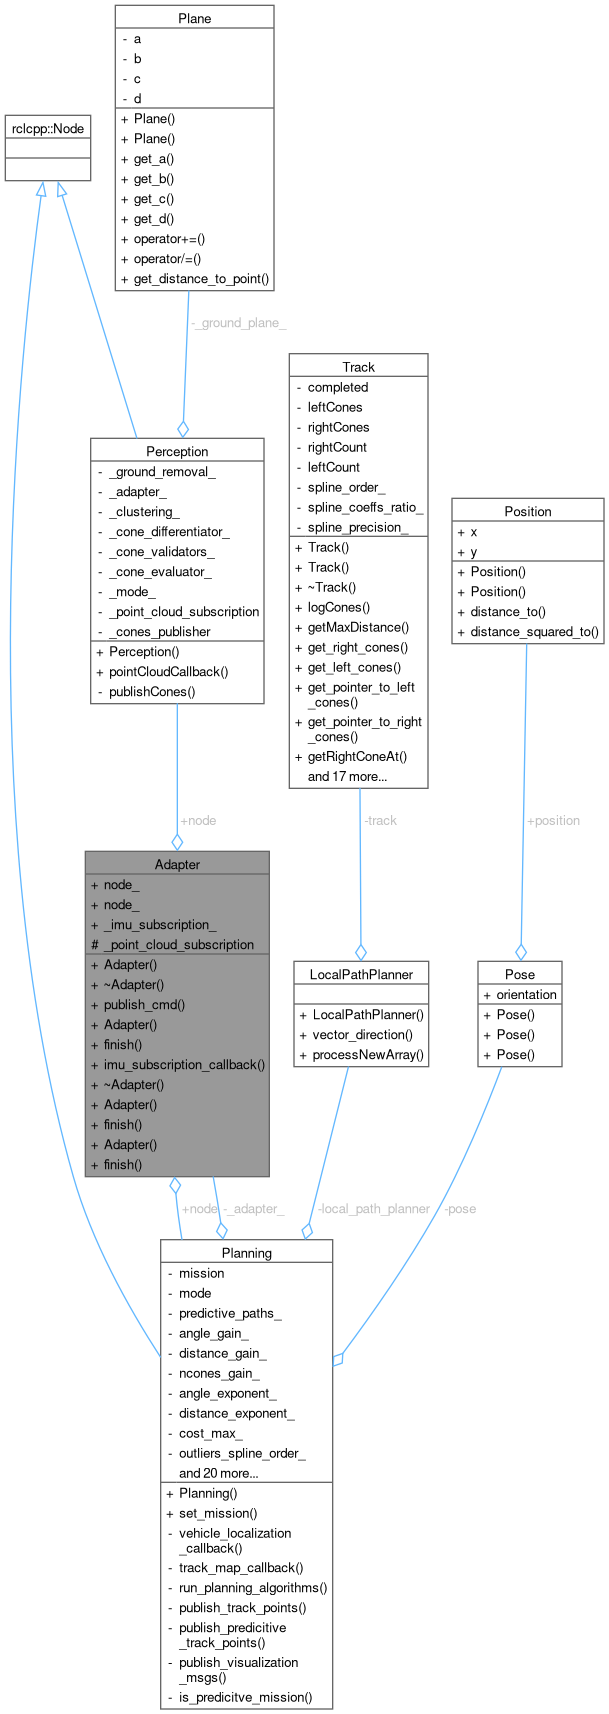 Plane
- a
- b
- c
- d
+ Plane()
+ Plane()
+ get_a()
+ get_b()
+ get_c()
+ get_d()
+ operator+=()
+ operator/=()
+ get_distance_to_point()
rclcpp::Node
-_ground_plane_
Perception
- _ground_removal_
- _adapter_
- _clustering_
- _cone_differentiator_
- _cone_validators_
- _cone_evaluator_
- _mode_
- _point_cloud_subscription
- _cones_publisher
+ Perception()
+ pointCloudCallback()
- publishCones()
Track
- completed
- leftCones
- rightCones
- rightCount
- leftCount
- spline_order_
- spline_coeffs_ratio_
- spline_precision_
+ Track()
+ Track()
+ ~Track()
+ logCones()
+ getMaxDistance()
+ get_right_cones()
+ get_left_cones()
+ get_pointer_to_left
_cones()
+ get_pointer_to_right
_cones()
+ getRightConeAt()
and 17 more...
Position
+ x
+ y
+ Position()
+ Position()
+ distance_to()
+ distance_squared_to()
+node
-track
+position
Adapter
+ node_
+ node_
+ _imu_subscription_
# _point_cloud_subscription
+ Adapter()
+ ~Adapter()
+ publish_cmd()
+ Adapter()
+ finish()
+ imu_subscription_callback()
+ ~Adapter()
+ Adapter()
+ finish()
+ Adapter()
+ finish()
LocalPathPlanner
+ LocalPathPlanner()
+ vector_direction()
+ processNewArray()
Pose
+ orientation
+ Pose()
+ Pose()
+ Pose()
+node
-_adapter_
-local_path_planner
-pose
Planning
- mission
- mode
- predictive_paths_
- angle_gain_
- distance_gain_
- ncones_gain_
- angle_exponent_
- distance_exponent_
- cost_max_
- outliers_spline_order_
and 20 more...
+ Planning()
+ set_mission()
- vehicle_localization
_callback()
- track_map_callback()
- run_planning_algorithms()
- publish_track_points()
- publish_predicitive
_track_points()
- publish_visualization
_msgs()
- is_predicitve_mission()